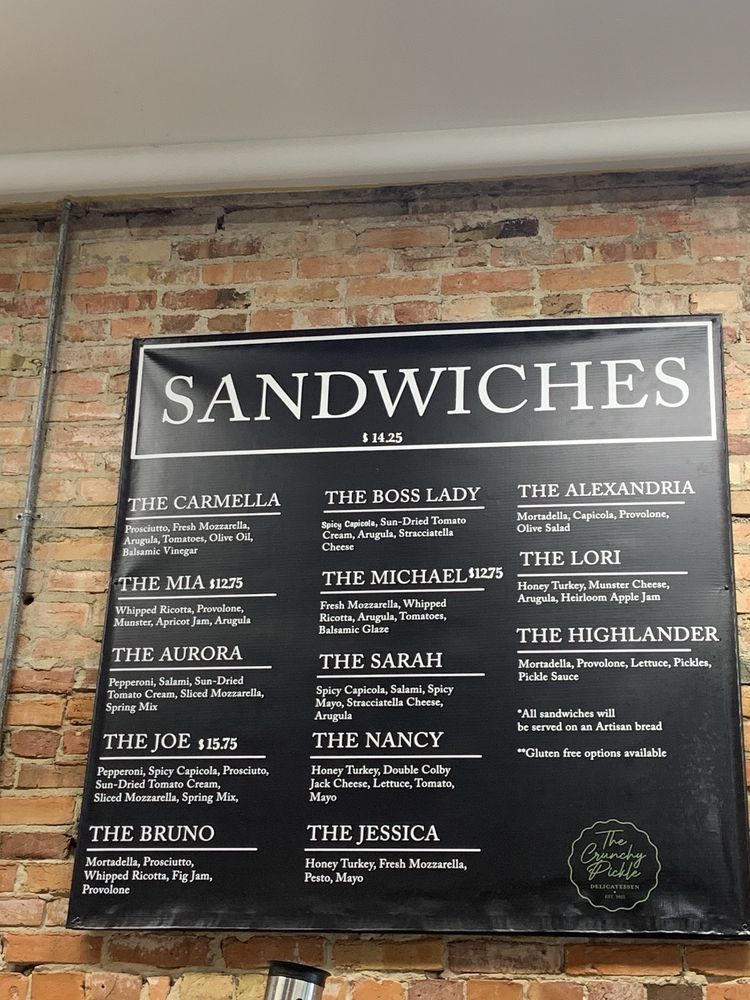 SANDWICHES
$ 14.25
THE CARMELLA
Prosciutto, Fresh Mozzarella,
Arugula, Tomatoes, Olive Oil,
Balsamic Vinegar
THE MIA $12.75
Whipped Ricotta, Provolone,
Munster, Apricot Jam, Arugula
THE AURORA
Pepperoni, Salami, Sun-Dried
Tomato Cream, Sliced Mozzarella,
Spring Mix
THE JOE $15.75
Pepperoni, Spicy Capicola, Prosciuto,
Sun-Dried Tomato Cream,
Sliced Mozzarella, Spring Mix,
THE BRUNO
Mortadella, Prosciutto,
Whipped Ricotta, Fig Jam,
Provolone
THE BOSS LADY
Spicy Capicola, Sun-Dried Tomato
Cream, Arugula, Stracciatella
Cheese
THE MICHAEL $12.75
Fresh Mozzarella, Whipped
Ricotta, Arugula, Tomatoes,
Balsamic Glaze
THE SARAH
Spicy Capicola, Salami, Spicy
Mayo, Stracciatella Cheese,
Arugula
THE NANCY
Honey Turkey, Double Colby
Jack Cheese, Lettuce, Tomato,
Mayo
THE JESSICA
Honey Turkey, Fresh Mozzarella,
Pesto, Mayo
THE ALEXANDRIA
Mortadella, Capicola, Provolone,
Olive Salad
THE LORI
Honey Turkey, Munster Cheese,
Arugula, Heirloom Apple Jam
THE HIGHLANDER
Mortadella, Provolone, Lettuce, Pickles,
Pickle Sauce
*All sandwiches will
be served on an Artisan bread
**Gluten free options available
The
Crunchy
Pickle
DELICATESSEN